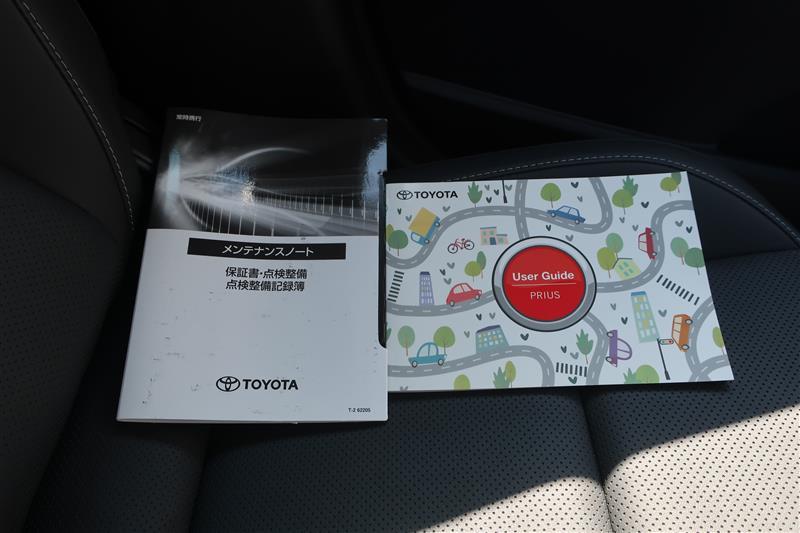 常時携行
メンテナンスノート
保証書・点検整備
点検整備記録簿
TOYOTA
T-2 62205
TOYOTA
User Guide
PRIUS